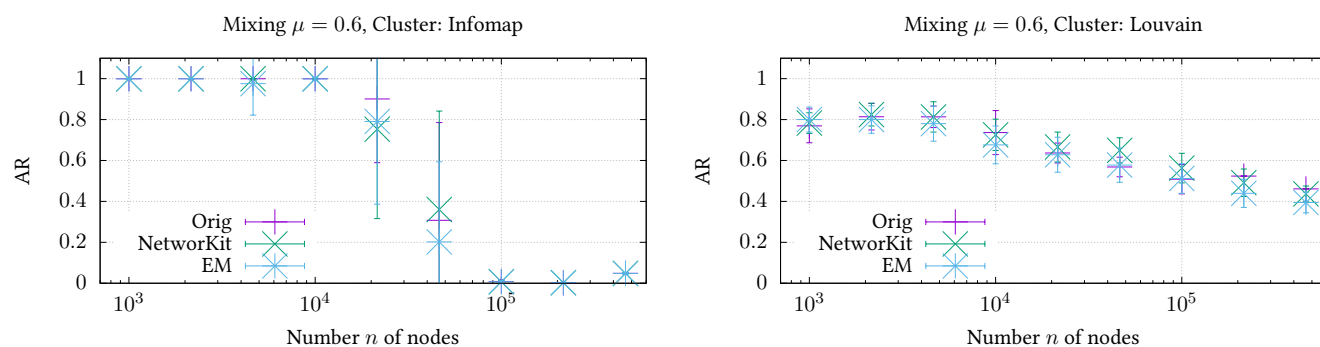 Mixing μ = 0.6, Cluster: Infomap
1
0.8
0.6
0.4
0.2
0
AR
Orig
NetworKit
EM
10³
10⁴
10⁵
Number n of nodes
Mixing μ = 0.6, Cluster: Louvain
1
0.8
0.6
0.4
0.2
0
AR
Orig
NetworKit
EM
10³
10⁴
10⁵
Number n of nodes